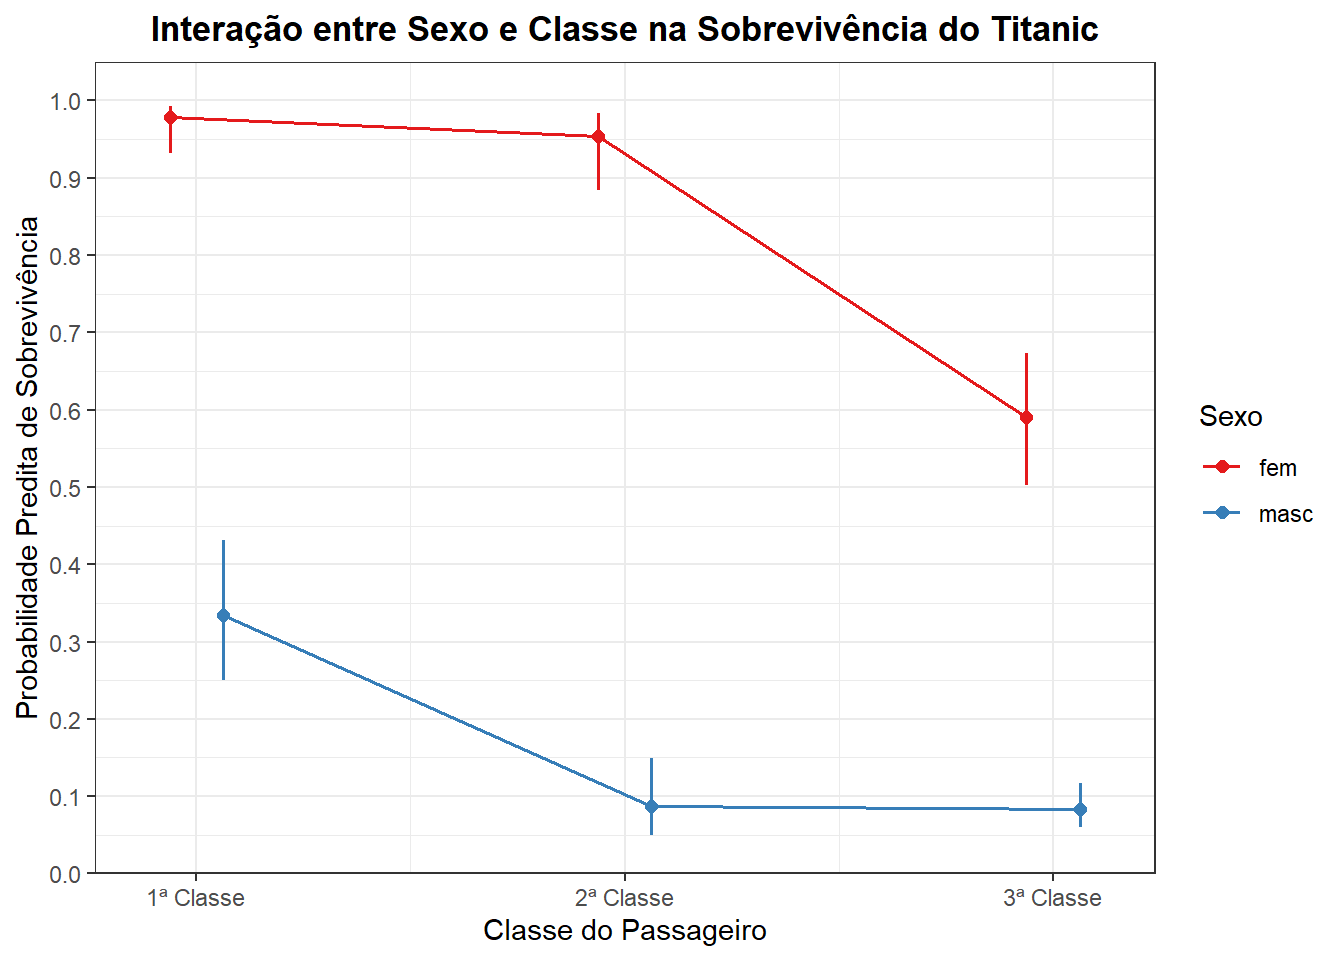 Interação entre Sexo e Classe na Sobrevivência do Titanic
Probabilidade Predita de Sobrevivência
1.0
0.9
0.8
0.7
0.6
0.5
0.4
0.3
0.2
0.1
0.0
1ª Classe
2ª Classe
3ª Classe
Classe do Passageiro
Sexo
fem
masc